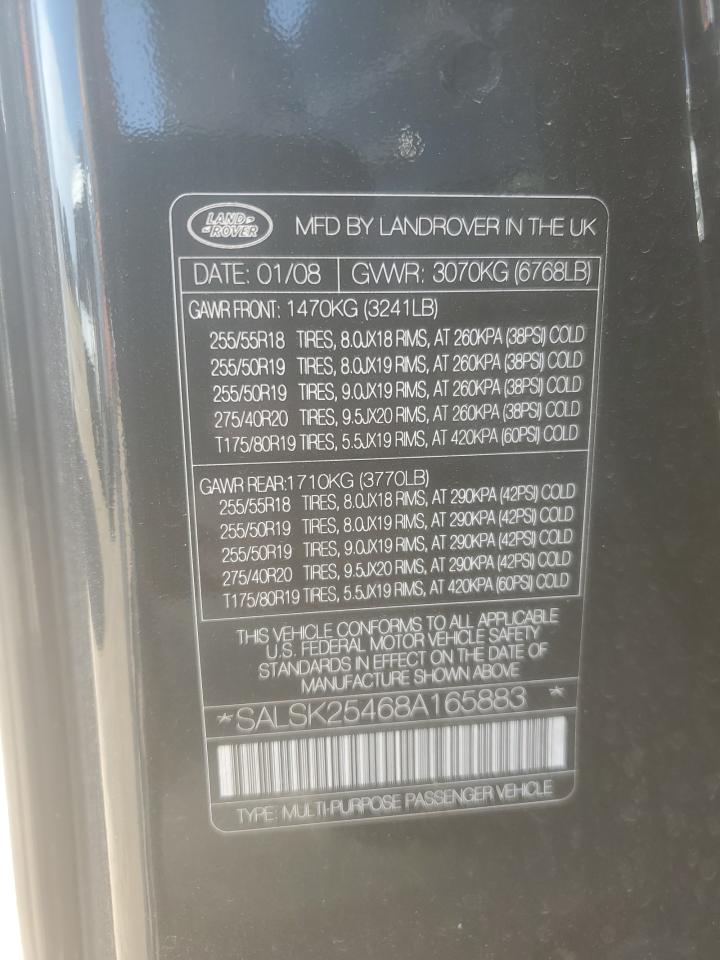 LAND ROVER MFD BY LANDROVER IN THE UK
DATE: 01/08 GVWR: 3070KG (6768LB)
GAWR FRONT: 1470KG (3241LB)
255/55R18 TIRES, 8.0JX18 RIMS, AT 260KPA (38PSI) COLD
255/50R19 TIRES, 8.0JX19 RIMS, AT 260KPA (38PSI) COLD
255/50R19 TIRES, 9.0JX19 RIMS, AT 260KPA (38PSI) COLD
275/40R20 TIRES, 9.5JX20 RIMS, AT 260KPA (38PSI) COLD
T175/80R19 TIRES, 5.5JX19 RIMS, AT 420KPA (60PSI) COLD
GAWR REAR:1710KG (3770LB)
255/55R18 TIRES, 8.0JX18 RIMS, AT 290KPA (42PSI) COLD
255/50R19 TIRES, 8.0JX19 RIMS, AT 290KPA (42PSI) COLD
255/50R19 TIRES, 9.0JX19 RIMS, AT 290KPA (42PSI) COLD
275/40R20 TIRES, 9.5JX20 RIMS, AT 290KPA (42PSI) COLD
T175/80R19 TIRES, 5.5JX19 RIMS, AT 420KPA (60PSI) COLD
THIS VEHICLE CONFORMS TO ALL APPLICABLE
U.S. FEDERAL MOTOR VEHICLE SAFETY
STANDARDS IN EFFECT ON THE DATE OF
MANUFACTURE SHOWN ABOVE
*SALSK25468A165883 *
TYPE: MULTI-PURPOSE PASSENGER VEHICLE